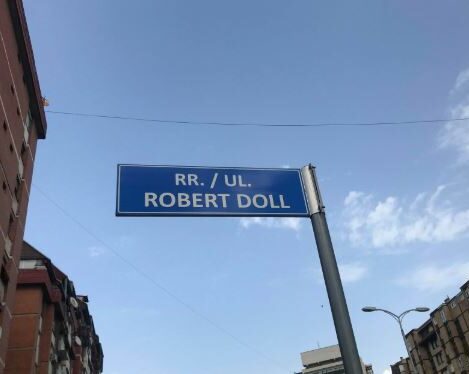 RR. / UL.
ROBERT DOLL